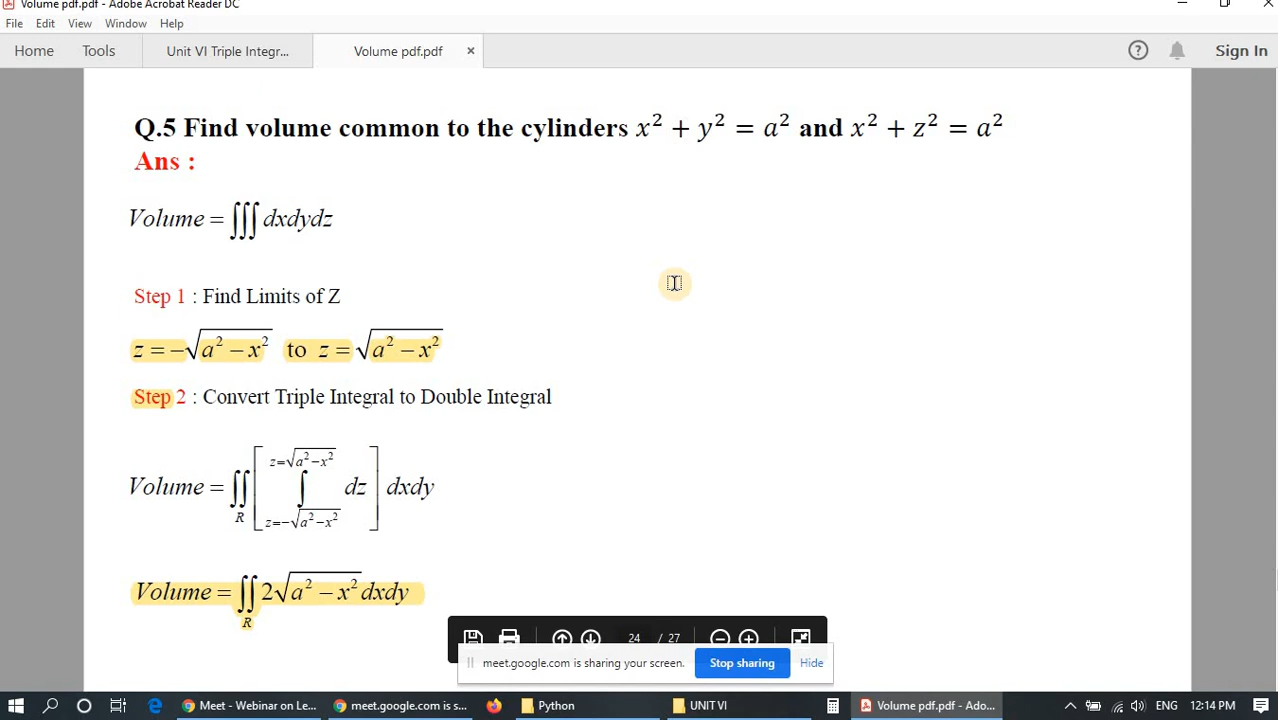 Volume pdf.pdf - Adobe Acrobat Reader DC
File Edit View Window Help
Home Tools Unit VI Triple Integr... Volume pdf.pdf × ? Sign In
Q.5 Find volume common to the cylinders x² + y² = a² and x² + z² = a²
Ans :
Volume = ∭ dxdydz
Step 1 : Find Limits of Z
z = −√(a² − x²) to z = √(a² − x²)
Step 2 : Convert Triple Integral to Double Integral
Volume = ∬_R [ ∫_{z=−√(a²−x²)}^{z=√(a²−x²)} dz ] dxdy
Volume = ∬_R 2√(a² − x²) dxdy
24 / 27
meet.google.com is sharing your screen. Stop sharing Hide
Meet - Webinar on Le... meet.google.com is s... Python UNIT VI Volume pdf.pdf - Ado... ENG 12:14 PM